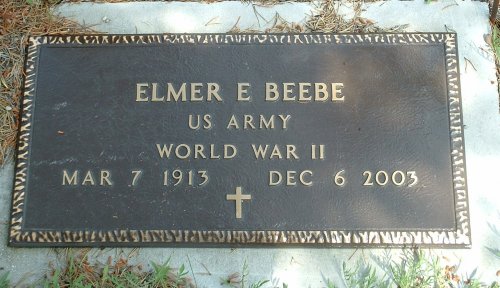 ELMER E BEEBE
US ARMY
WORLD WAR II
MAR 7 1913 DEC 6 2003